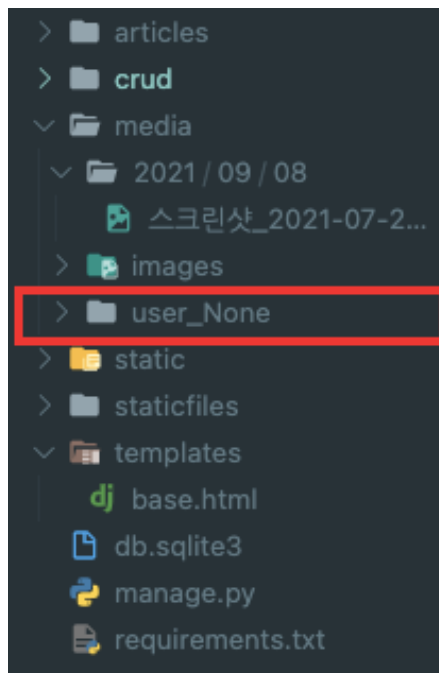 articles
crud
media
2021 / 09 / 08
스크린샷_2021-07-2...
images
user_None
static
staticfiles
templates
dj base.html
db.sqlite3
manage.py
requirements.txt